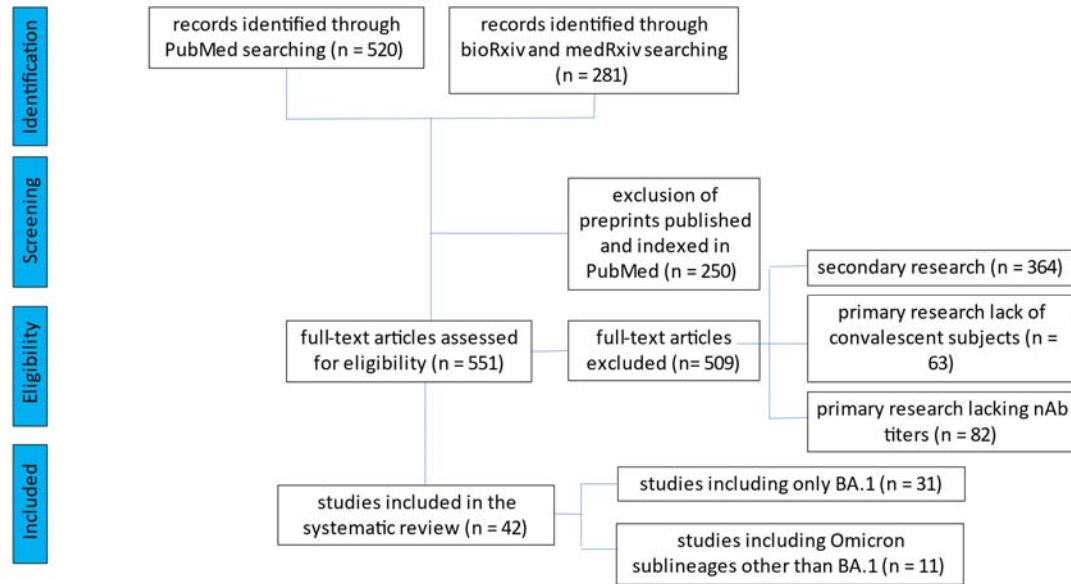 Identification
records identified through
PubMed searching (n = 520)
records identified through
bioRxiv and medRxiv searching
(n = 281)
Screening
exclusion of
preprints published
and indexed in
PubMed (n = 250)
Eligibility
full-text articles assessed
for eligibility (n = 551)
full-text articles
excluded (n= 509)
secondary research (n = 364)
primary research lack of
convalescent subjects (n =
63)
primary research lacking nAb
titers (n = 82)
Included
studies included in the
systematic review (n = 42)
studies including only BA.1 (n = 31)
studies including Omicron
sublineages other than BA.1 (n = 11)